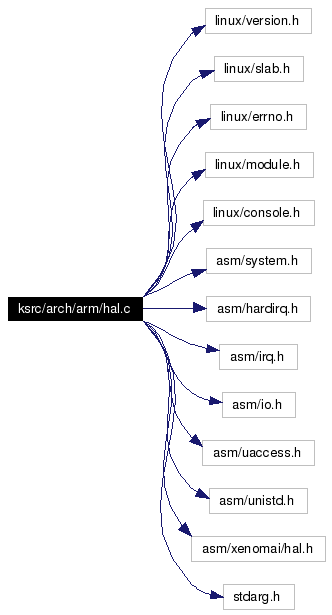 linux/version.h
linux/slab.h
linux/errno.h
linux/module.h
linux/console.h
asm/system.h
ksrc/arch/arm/hal.c
asm/hardirq.h
asm/irq.h
asm/io.h
asm/uaccess.h
asm/unistd.h
asm/xenomai/hal.h
stdarg.h